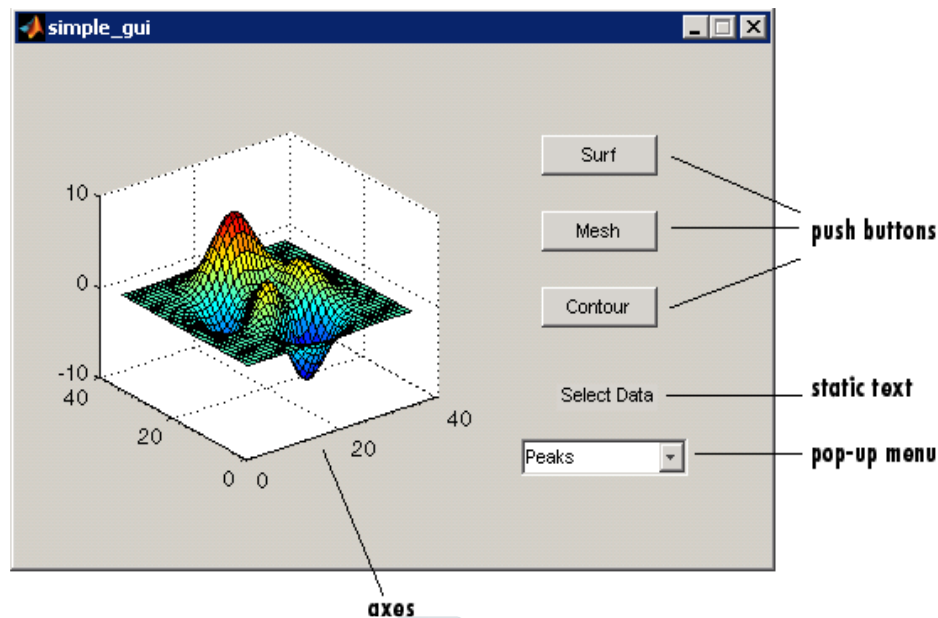 simple_gui
Surf
Mesh
Contour
push buttons
Select Data
static text
Peaks
pop-up menu
10
0
-10
40
20
0
0
20
40
axes